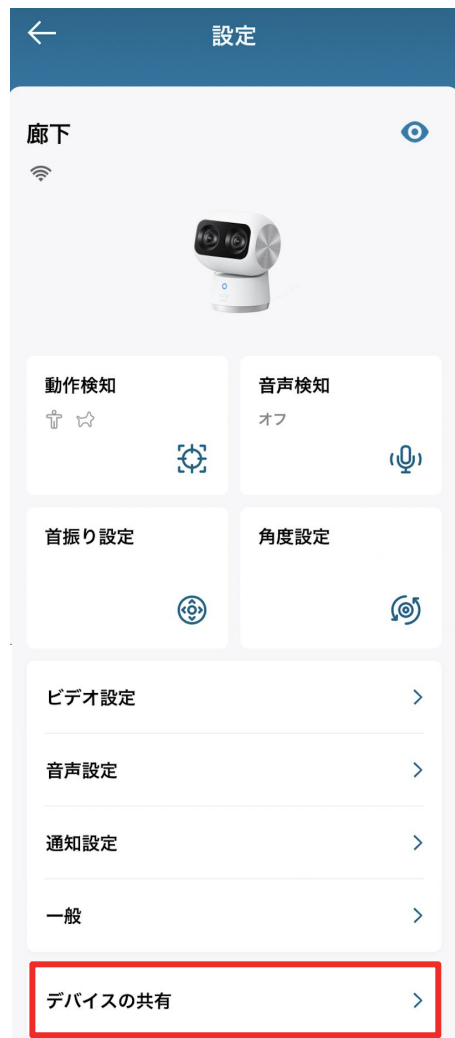 設定
廊下
動作検知
音声検知
オフ
首振り設定
角度設定
ビデオ設定
音声設定
通知設定
一般
デバイスの共有